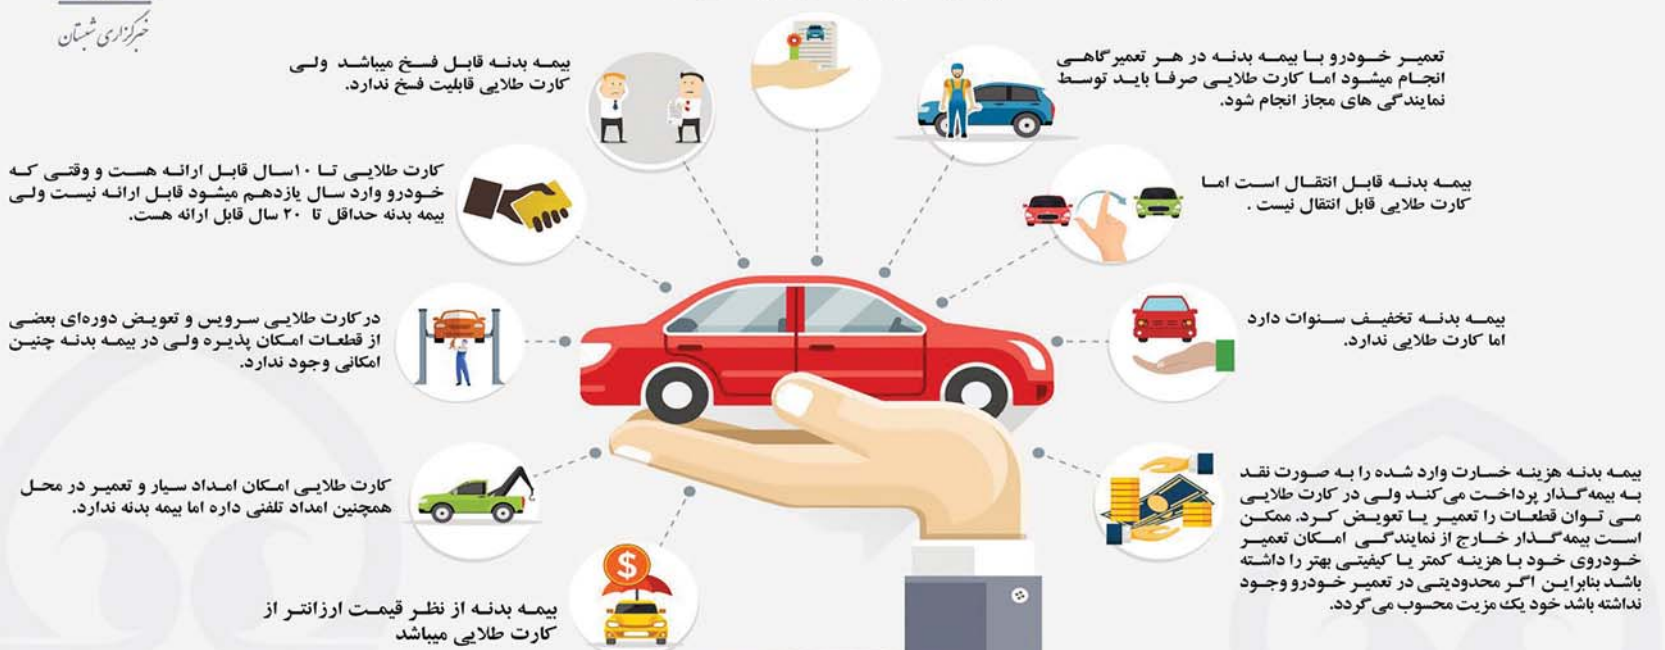 خبرگزاری شبستان
تعمیر خودرو با بیمه بدنه در هر تعمیرگاهی
انجام میشود اما کارت طلایی صرفا باید توسط
نمایندگی های مجاز انجام شود.
بیمه بدنه قابل انتقال است اما
کارت طلایی قابل انتقال نیست .
بیمه بدنه تخفیف سنوات دارد
اما کارت طلایی ندارد.
بیمه بدنه هزینه خسارت وارد شده را به صورت نقد
به بیمه گذار پرداخت می کند ولی در کارت طلایی
می توان قطعات را تعمیر یا تعویض کرد. ممکن
است بیمه گذار خارج از نمایندگی امکان تعمیر
خودروی خود با هزینه کمتر یا کیفیتی بهتر را داشته
باشد بنابراین اگر محدودیتی در تعمیر خودرو وجود
نداشته باشد خود یک مزیت محسوب می گردد.
بیمه بدنه قابل فسخ میباشد ولی
کارت طلایی قابلیت فسخ ندارد.
کارت طلایی تا ۱۰سال قابل ارائه هست و وقتی که
خودرو وارد سال یازدهم میشود قابل ارائه نیست ولی
بیمه بدنه حداقل تا ۲۰ سال قابل ارائه هست.
در کارت طلایی سرویس و تعویض دوره‌ای بعضی
از قطعات امکان پذیره ولی در بیمه بدنه چنین
امکانی وجود ندارد.
کارت طلایی امکان امداد سیار و تعمیر در محل
همچنین امداد تلفنی داره اما بیمه بدنه ندارد.
$
بیمه بدنه از نظر قیمت ارزانتر از
کارت طلایی میباشد